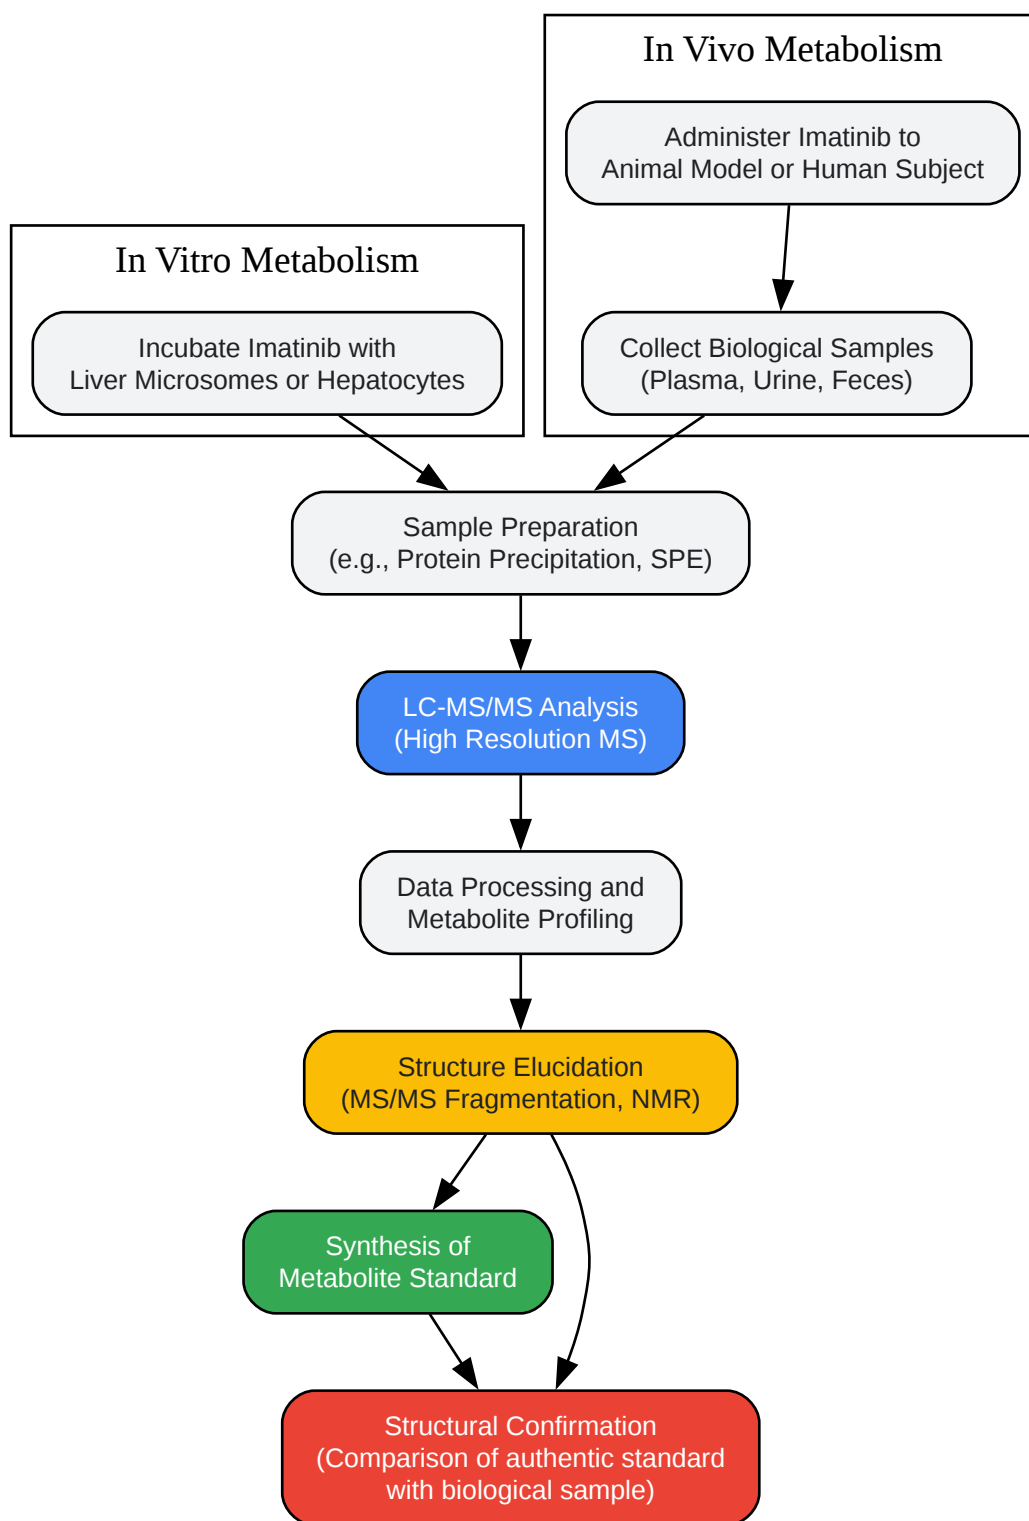 In Vivo Metabolism
Administer Imatinib to
Animal Model or Human Subject
In Vitro Metabolism
Incubate Imatinib with
Liver Microsomes or Hepatocytes
Collect Biological Samples
(Plasma, Urine, Feces)
Sample Preparation
(e.g., Protein Precipitation, SPE)
LC-MS/MS Analysis
(High Resolution MS)
Data Processing and
Metabolite Profiling
Structure Elucidation
(MS/MS Fragmentation, NMR)
Synthesis of
Metabolite Standard
Structural Confirmation
(Comparison of authentic standard
with biological sample)